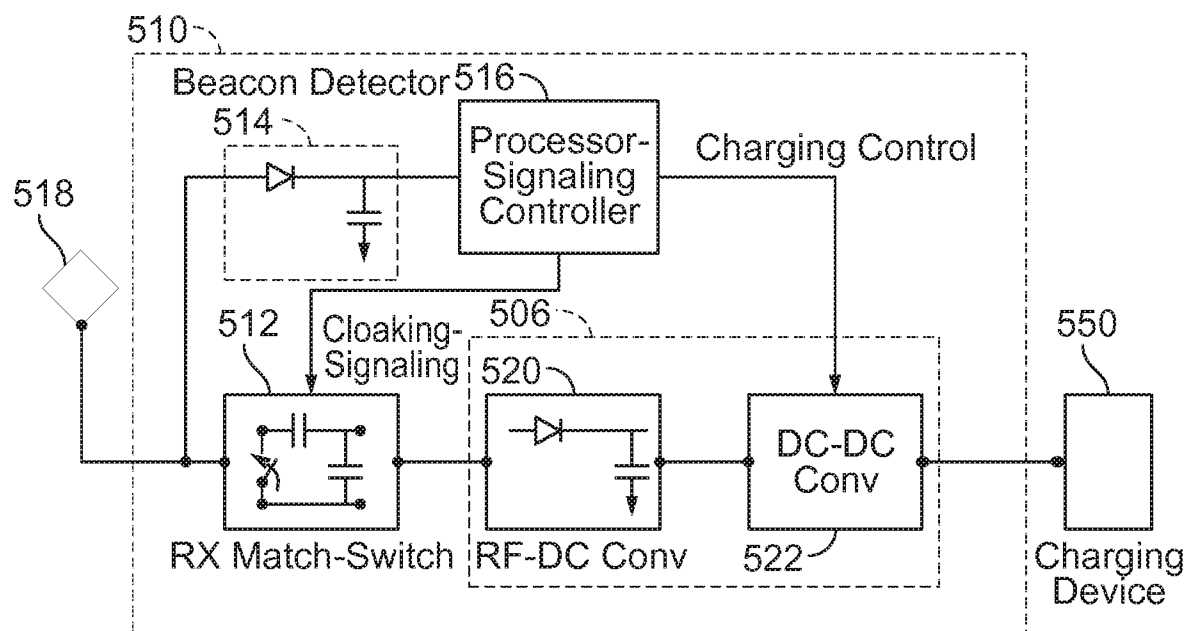 510
Beacon Detector
516
514
Processor-
Signaling
Controller
Charging Control
518
512
Cloaking-
Signaling
506
520
550
DC-DC
Conv
RX Match-Switch
RF-DC Conv
522
Charging
Device